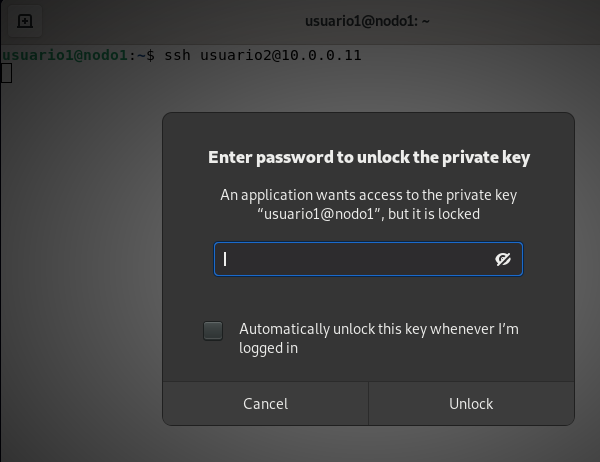 usuario1@nodo1: ~
usuario1@nodo1:~$ ssh usuario2@10.0.0.11
Enter password to unlock the private key
An application wants access to the private key
“usuario1@nodo1”, but it is locked
Automatically unlock this key whenever I’m
logged in
Cancel
Unlock